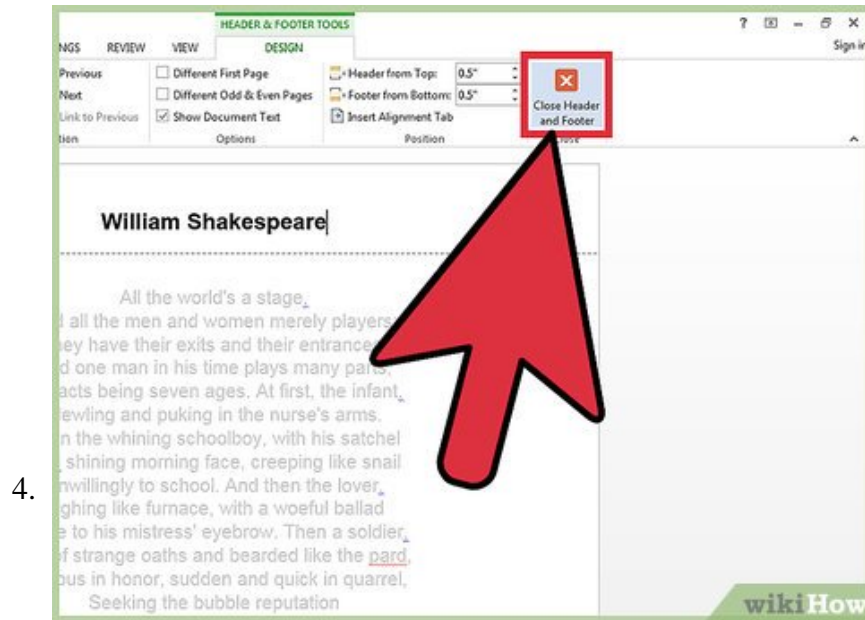 HEADER & FOOTER TOOLS
? 
NGS REVIEW VIEW DESIGN Sign in
Previous Different First Page Header from Top: 0.5"
Next Different Odd & Even Pages Footer from Bottom: 0.5"
Link to Previous Show Document Text Insert Alignment Tab
Close Header
and Footer
tion Options Position Close
William Shakespeare
All the world's a stage,
all the men and women merely players
ey have their exits and their entrance
d one man in his time plays many parts,
acts being seven ages. At first, the infant,
ewling and puking in the nurse's arms.
n the whining schoolboy, with his satchel
shining morning face, creeping like snail
4.
nwillingly to school. And then the lover,
ghing like furnace, with a woeful ballad
e to his mistress' eyebrow. Then a soldier,
f strange oaths and bearded like the pard,
ous in honor, sudden and quick in quarrel,
Seeking the bubble reputation
wikiHow